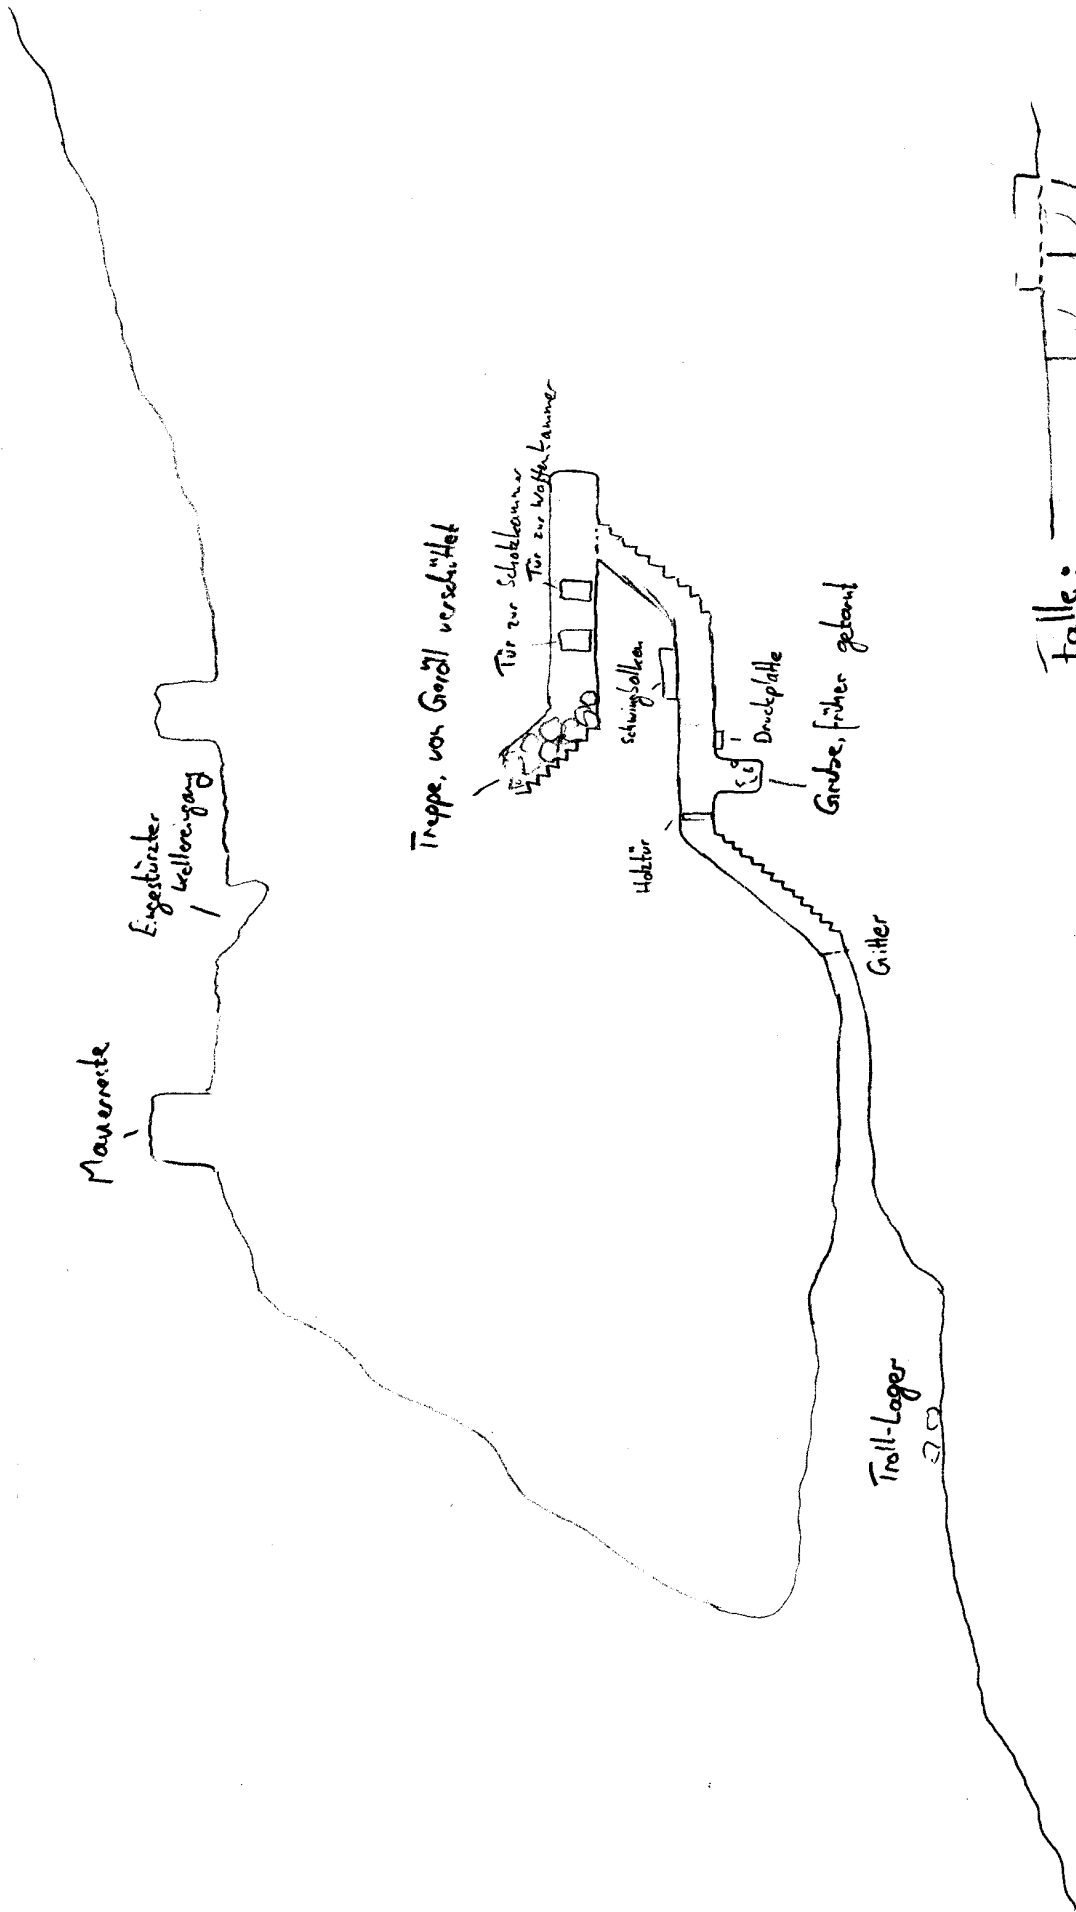 Mauerreste
Eingestürzter
Kellereingang
Treppe, von Geröll verschüttet
Tür zur Schatzkammer
Tür zur Waffenkammer
Schwingbalken
Holztür
Druckplatte
Grube, früher getarnt
Gitter
Troll-Lager
Falle: